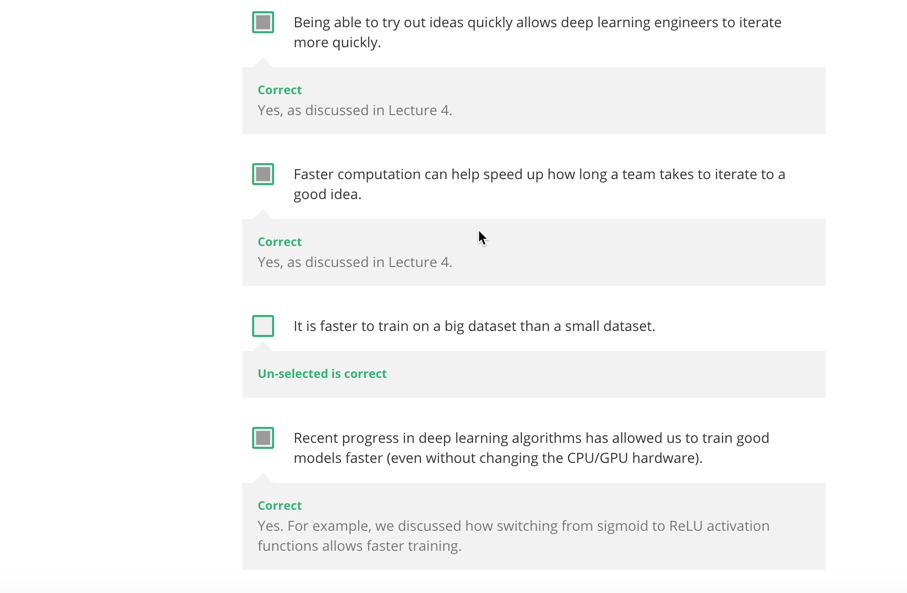 Being able to try out ideas quickly allows deep learning engineers to iterate
more quickly.
Correct
Yes, as discussed in Lecture 4.
Faster computation can help speed up how long a team takes to iterate to a
good idea.
Correct
Yes, as discussed in Lecture 4.
It is faster to train on a big dataset than a small dataset.
Un-selected is correct
Recent progress in deep learning algorithms has allowed us to train good
models faster (even without changing the CPU/GPU hardware).
Correct
Yes. For example, we discussed how switching from sigmoid to ReLU activation
functions allows faster training.